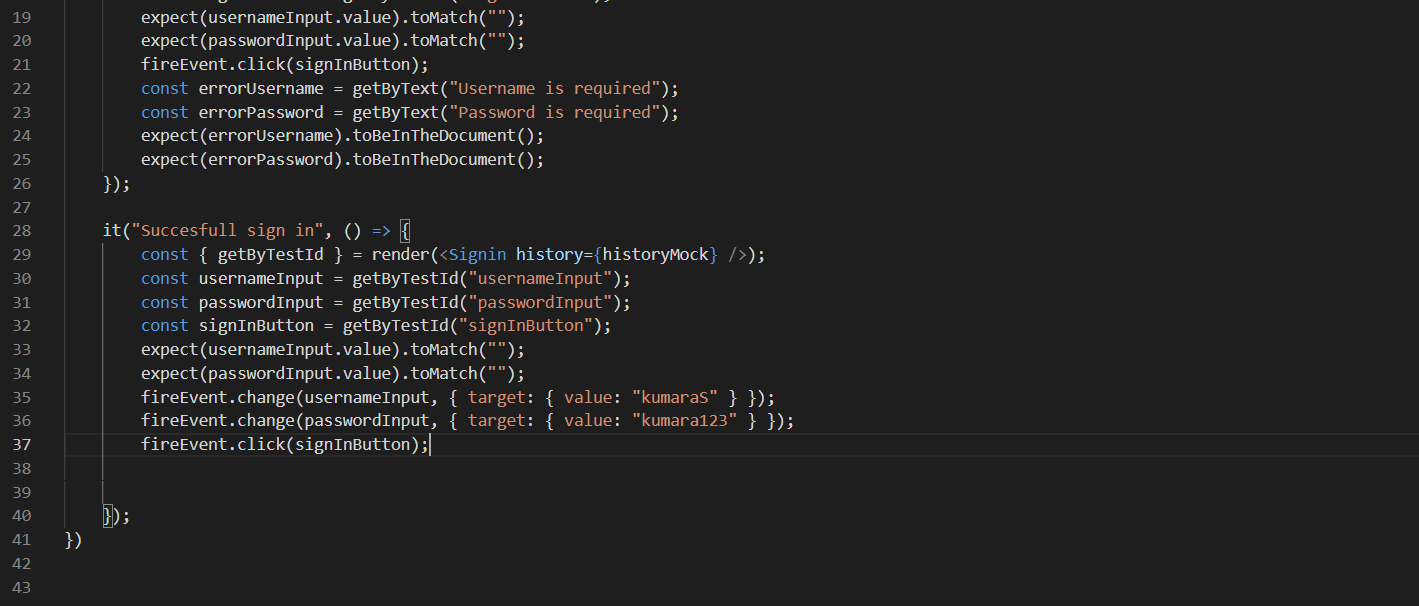 19 expect(usernameInput.value).toMatch("");
20 expect(passwordInput.value).toMatch("");
21 fireEvent.click(signInButton);
22 const errorUsername = getByText("Username is required");
23 const errorPassword = getByText("Password is required");
24 expect(errorUsername).toBeInTheDocument();
25 expect(errorPassword).toBeInTheDocument();
26 });
27
28 it("Succesfull sign in", () => {
29 const { getByTestId } = render(<Signin history={historyMock} />);
30 const usernameInput = getByTestId("usernameInput");
31 const passwordInput = getByTestId("passwordInput");
32 const signInButton = getByTestId("signInButton");
33 expect(usernameInput.value).toMatch("");
34 expect(passwordInput.value).toMatch("");
35 fireEvent.change(usernameInput, { target: { value: "kumaraS" } });
36 fireEvent.change(passwordInput, { target: { value: "kumara123" } });
37 fireEvent.click(signInButton);
38
39
40 });
41 })
42
43